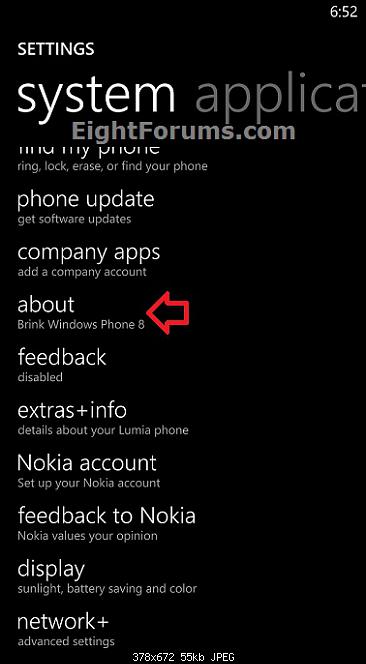 6:52
SETTINGS
system applicat
EightForums.com
find my phone
ring, lock, erase, or find your phone
phone update
get software updates
company apps
add a company account
about
Brink Windows Phone 8
feedback
disabled
extras+info
details about your Lumia phone
Nokia account
Set up your Nokia account
feedback to Nokia
Nokia values your opinion
display
sunlight, battery saving and color
network+
advanced settings
378x672 55kb JPEG